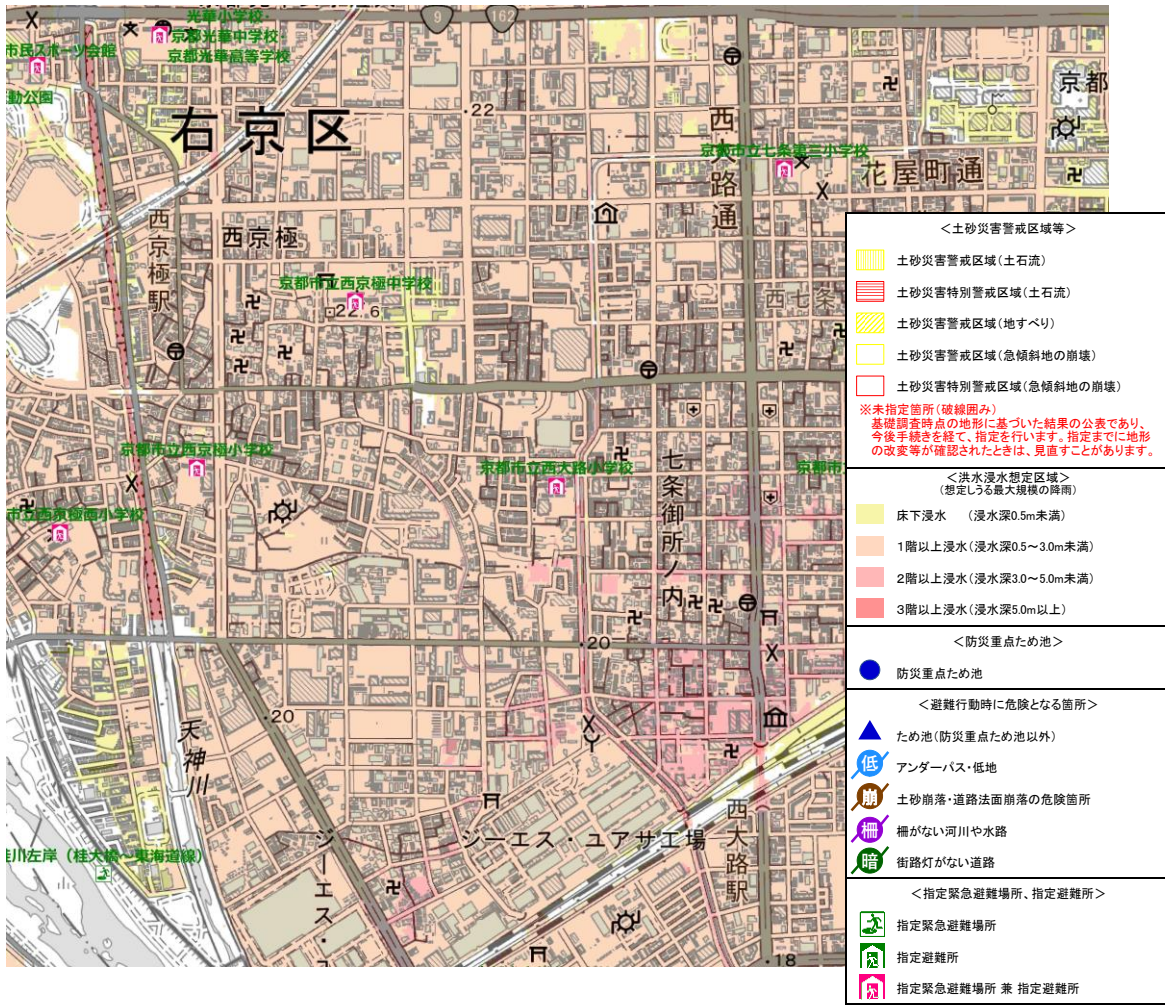 9
162
光華小学校・
京都光華中学校・
京都光華高等学校
市民スポーツ会館
動公園
右京区
・22
西大路通
京都
京都市立七条第三小学校
花屋町通
西京極駅
西京極
京都市立西京極中学校
22.6
西七条
京都市立西京極小学校
京都市立西大路小学校
京都市
市立西京極西小学校
七条御所ノ内
・20
・20
天神川
桂川左岸（桂大橋～東海道線）
ジーエス・ユアサ工場
ジーエス・ユ
西大路駅
・18
＜土砂災害警戒区域等＞
土砂災害警戒区域（土石流）
土砂災害特別警戒区域（土石流）
土砂災害警戒区域（地すべり）
土砂災害警戒区域（急傾斜地の崩壊）
土砂災害特別警戒区域（急傾斜地の崩壊）
※未指定箇所（破線囲み）
基礎調査時点の地形に基づいた結果の公表であり、
今後手続きを経て、指定を行います。指定までに地形
の改変等が確認されたときは、見直すことがあります。
＜洪水浸水想定区域＞
（想定しうる最大規模の降雨）
床下浸水　（浸水深0.5m未満）
1階以上浸水（浸水深0.5～3.0m未満）
2階以上浸水（浸水深3.0～5.0m未満）
3階以上浸水（浸水深5.0m以上）
＜防災重点ため池＞
防災重点ため池
＜避難行動時に危険となる箇所＞
ため池（防災重点ため池以外）
低 アンダーパス・低地
崩 土砂崩落・道路法面崩落の危険箇所
柵 柵がない河川や水路
暗 街路灯がない道路
＜指定緊急避難場所、指定避難所＞
指定緊急避難場所
指定避難所
指定緊急避難場所 兼 指定避難所